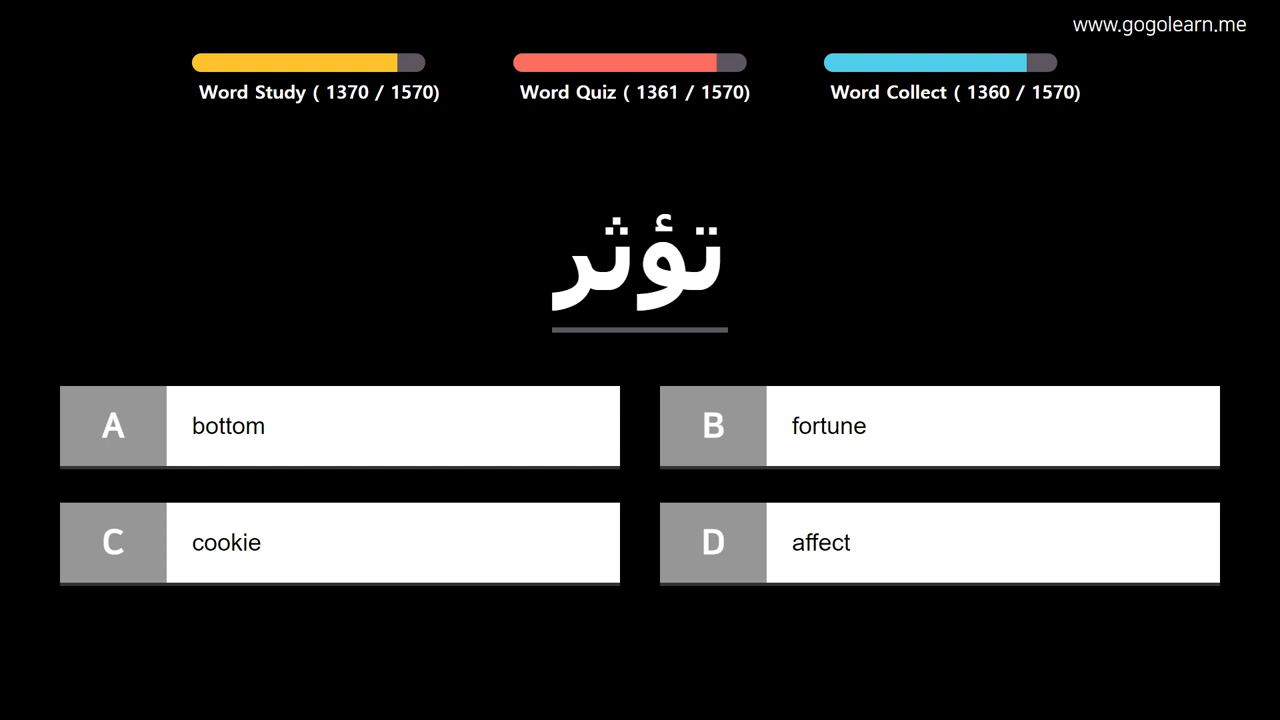 www.gogolearn.me
Word Study ( 1370 / 1570)
Word Quiz ( 1361 / 1570)
Word Collect ( 1360 / 1570)
تؤثر
A bottom
B fortune
C cookie
D affect